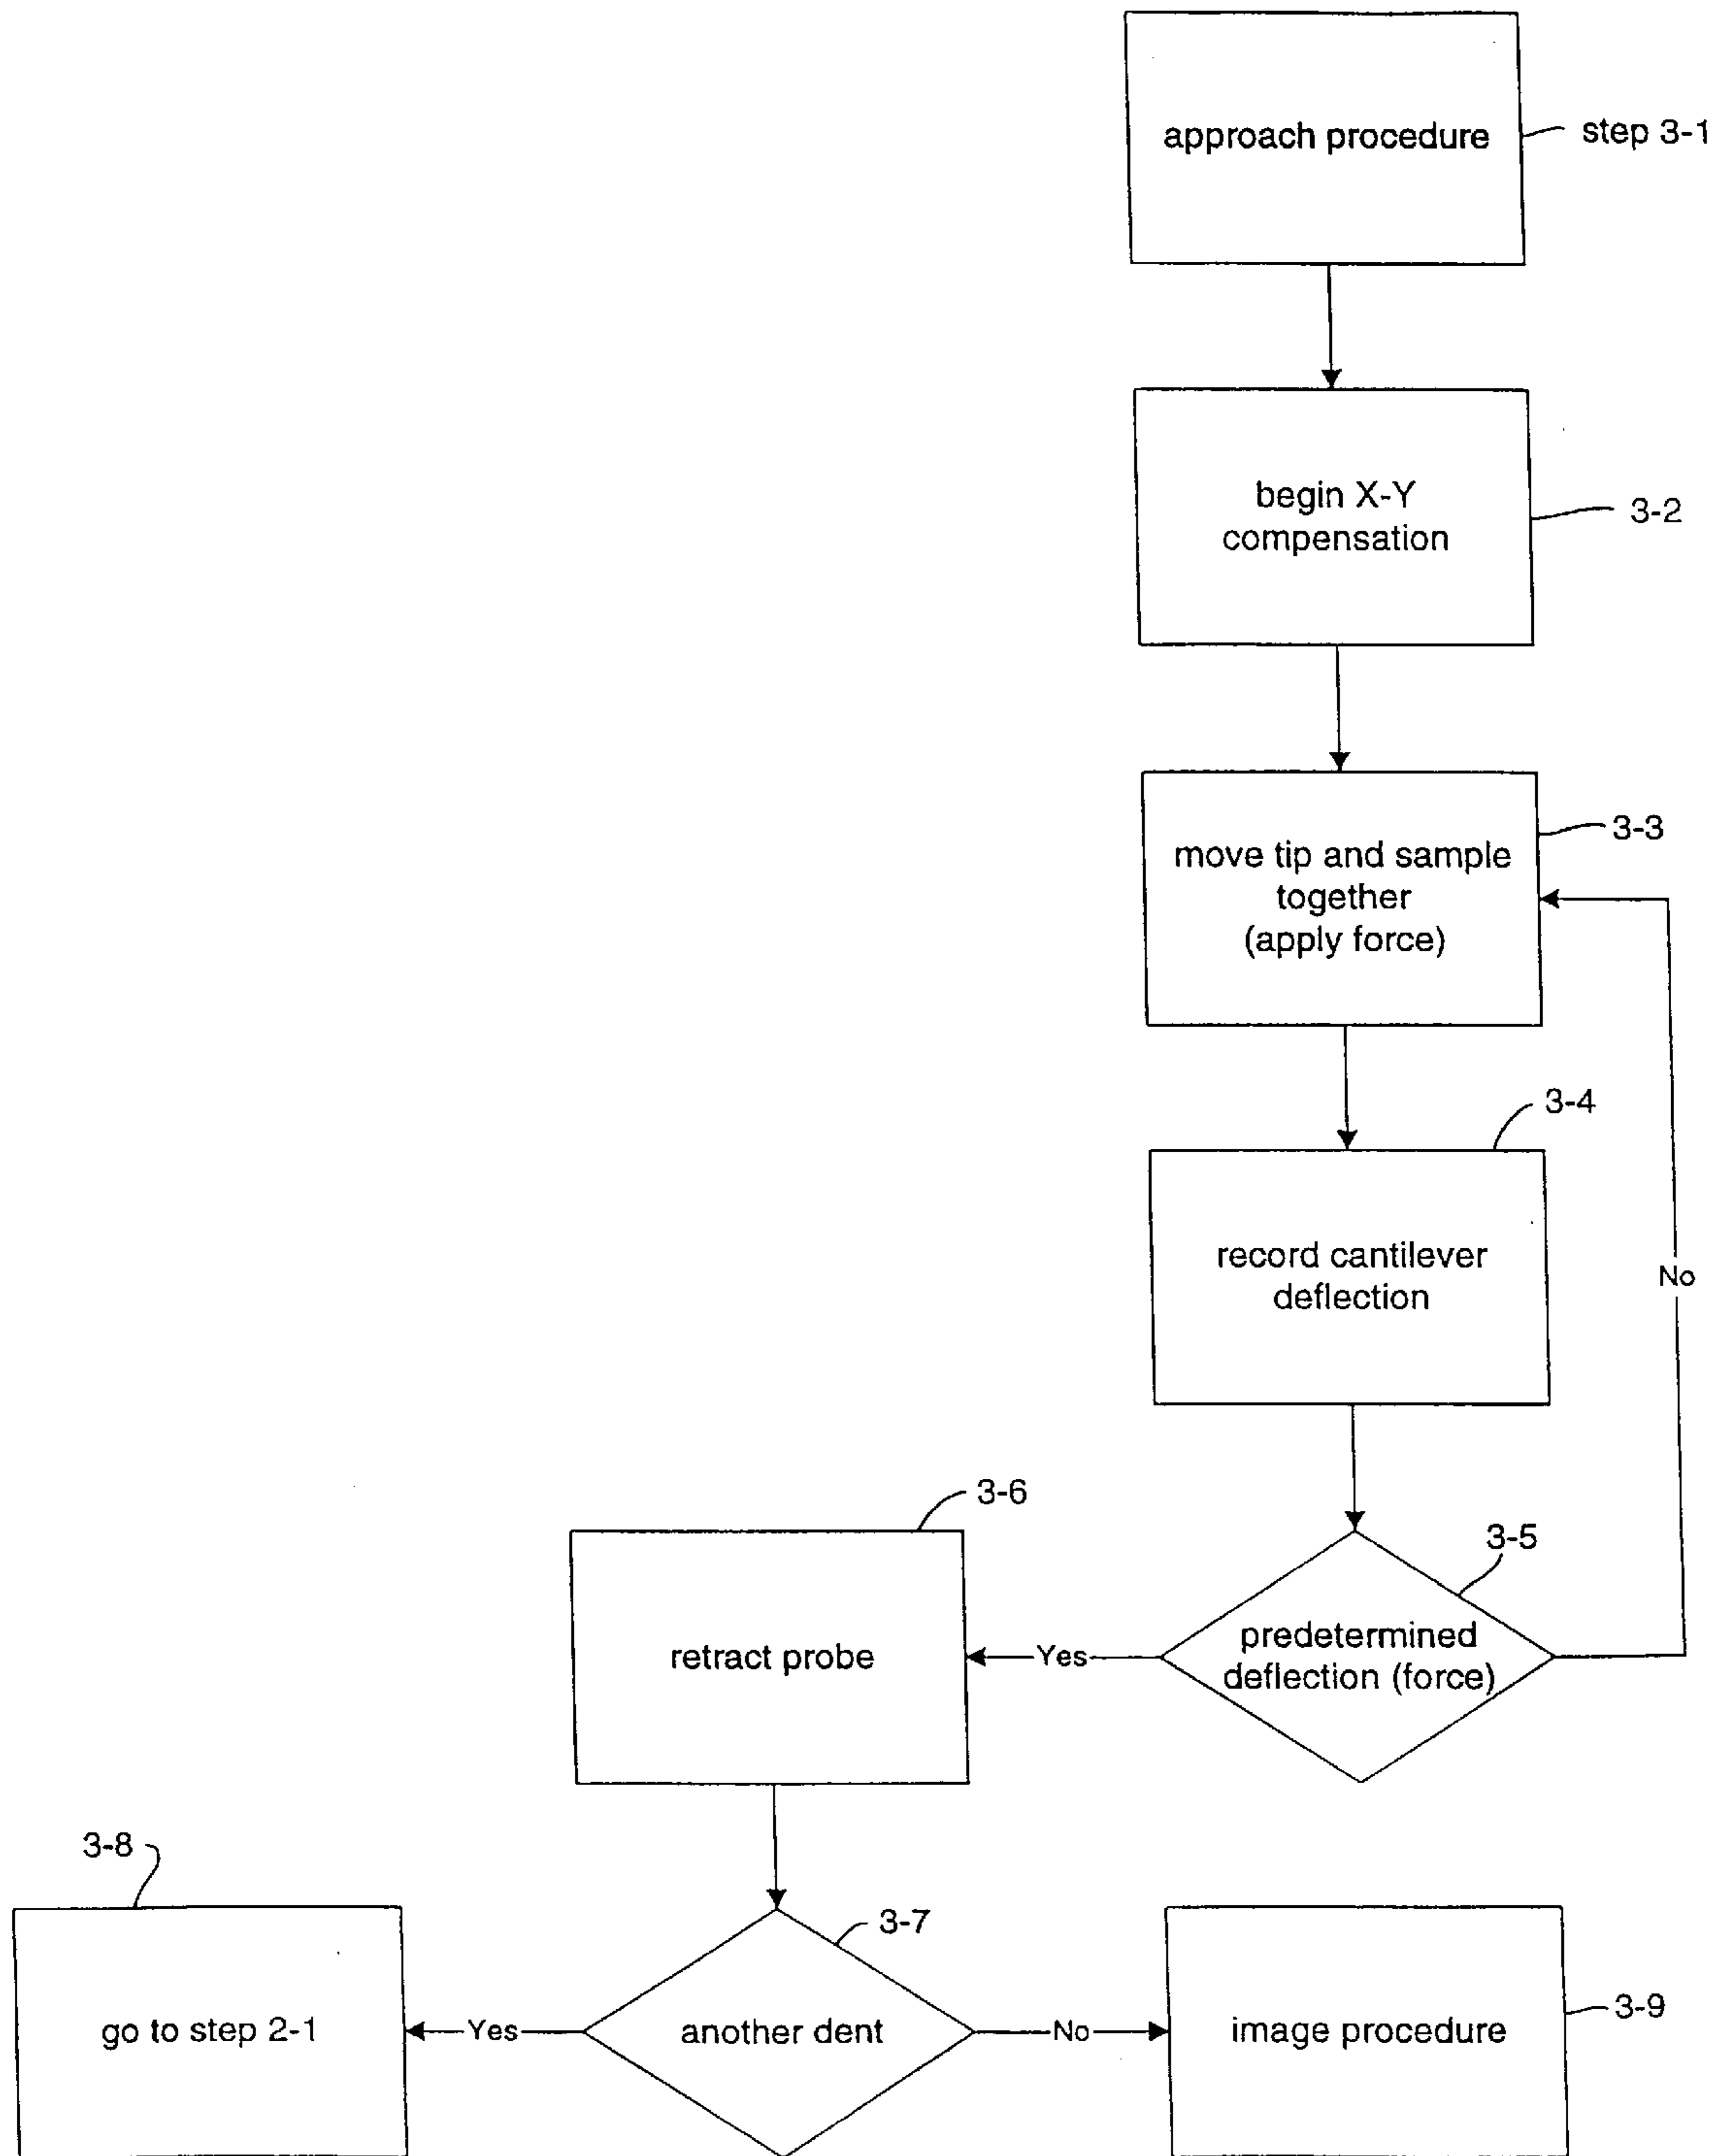 approach procedure
step 3-1
begin X-Y
compensation
3-2
move tip and sample
together
(apply force)
3-3
record cantilever
deflection
3-4
No
predetermined
deflection (force)
3-5
Yes
retract probe
3-6
another dent
3-7
Yes
go to step 2-1
3-8
No
image procedure
3-9